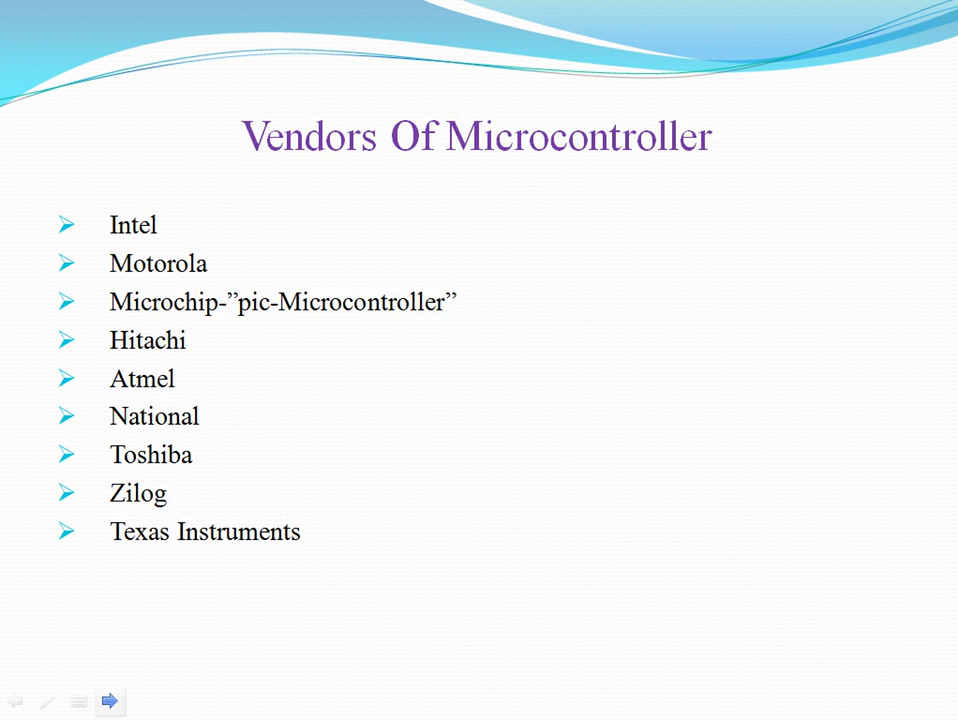 Vendors Of Microcontroller
Intel
Motorola
Microchip-”pic-Microcontroller”
Hitachi
Atmel
National
Toshiba
Zilog
Texas Instruments